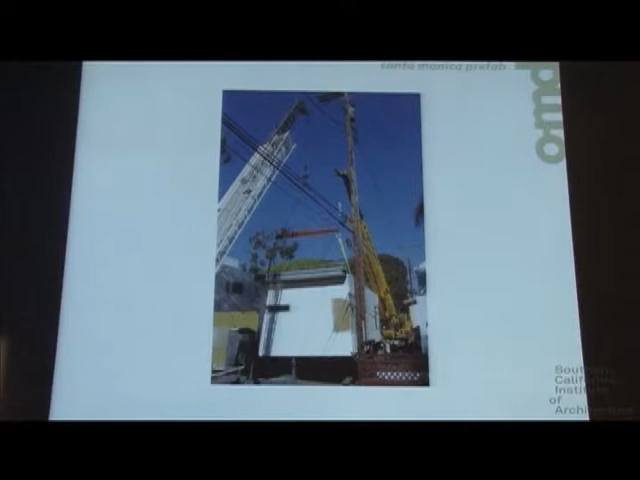 santa monica prefab
omd
Southern
California
Institute
of
Architecture